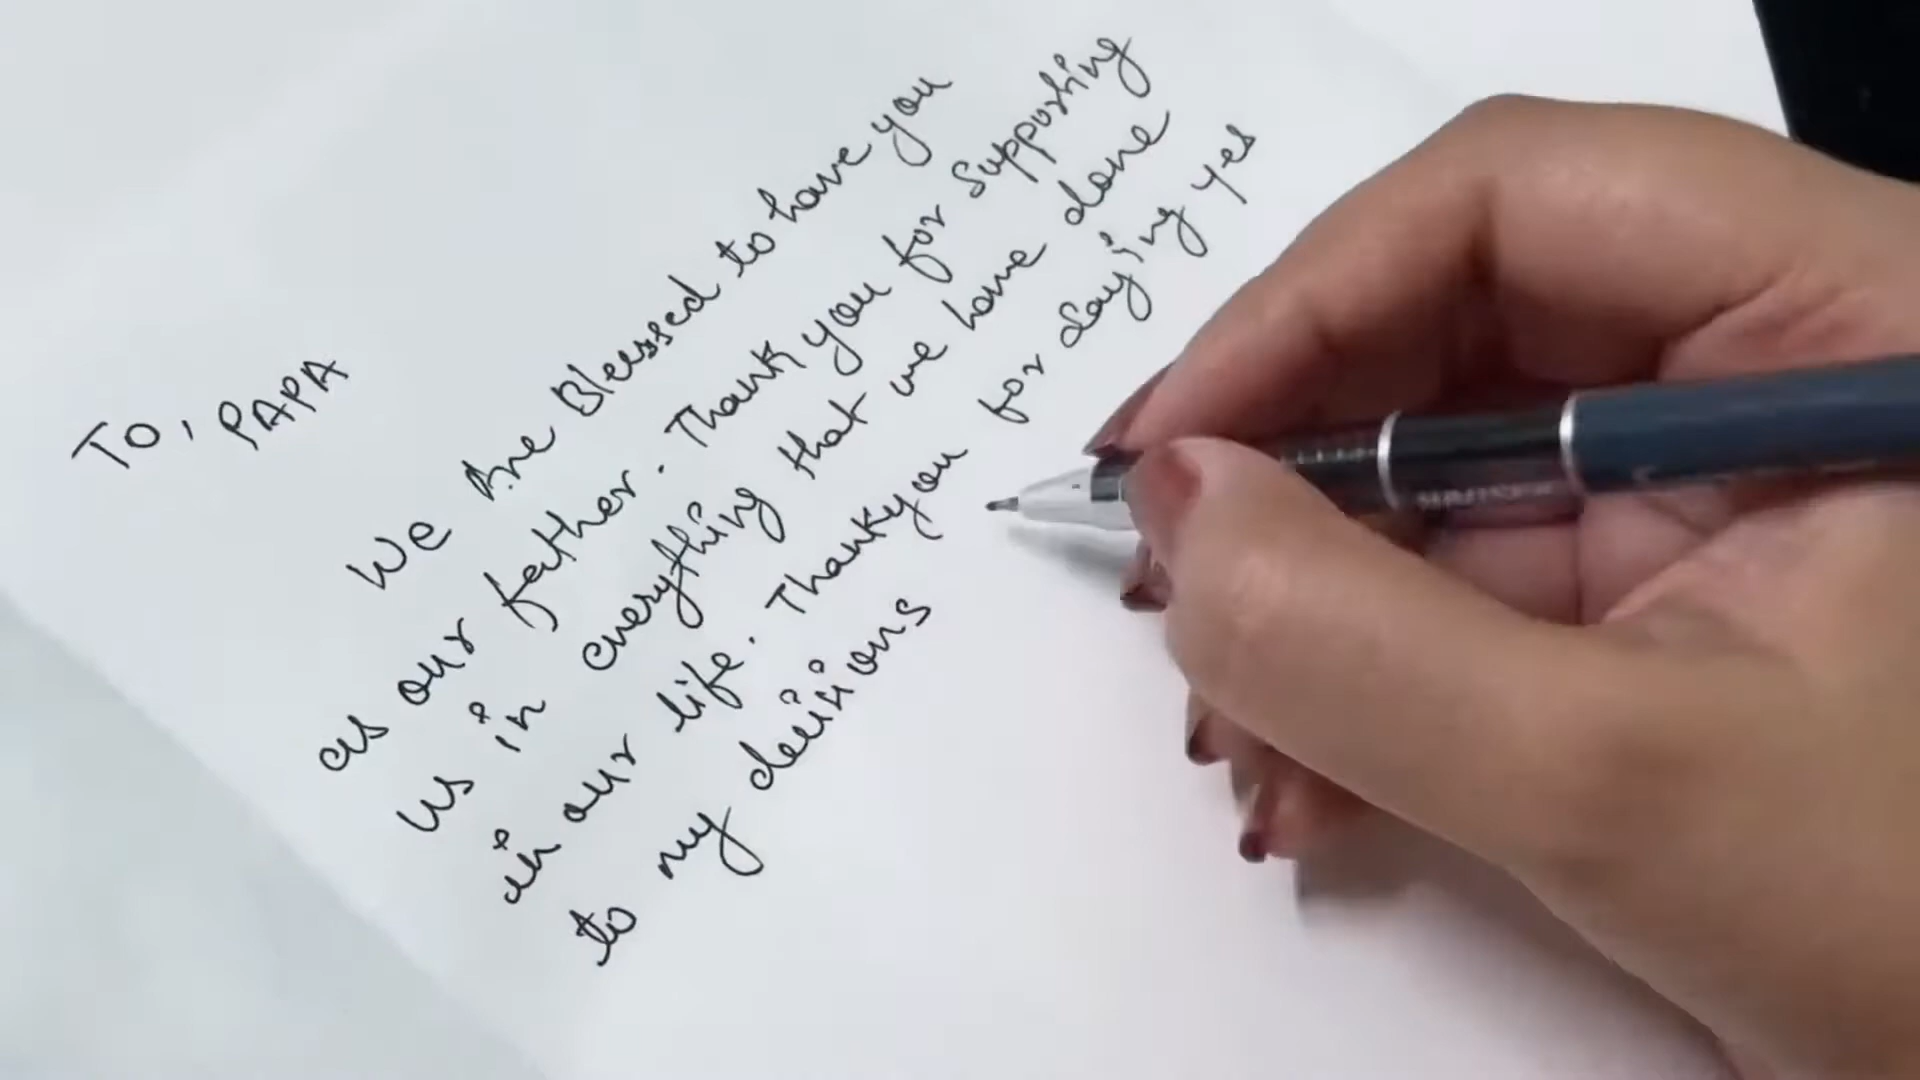 TO, PAPA
We Are Blessed to have you
as our father. Thank you for Supporting
us in everything that we have done
in our life. Thankyou for saying yes
to my decisions